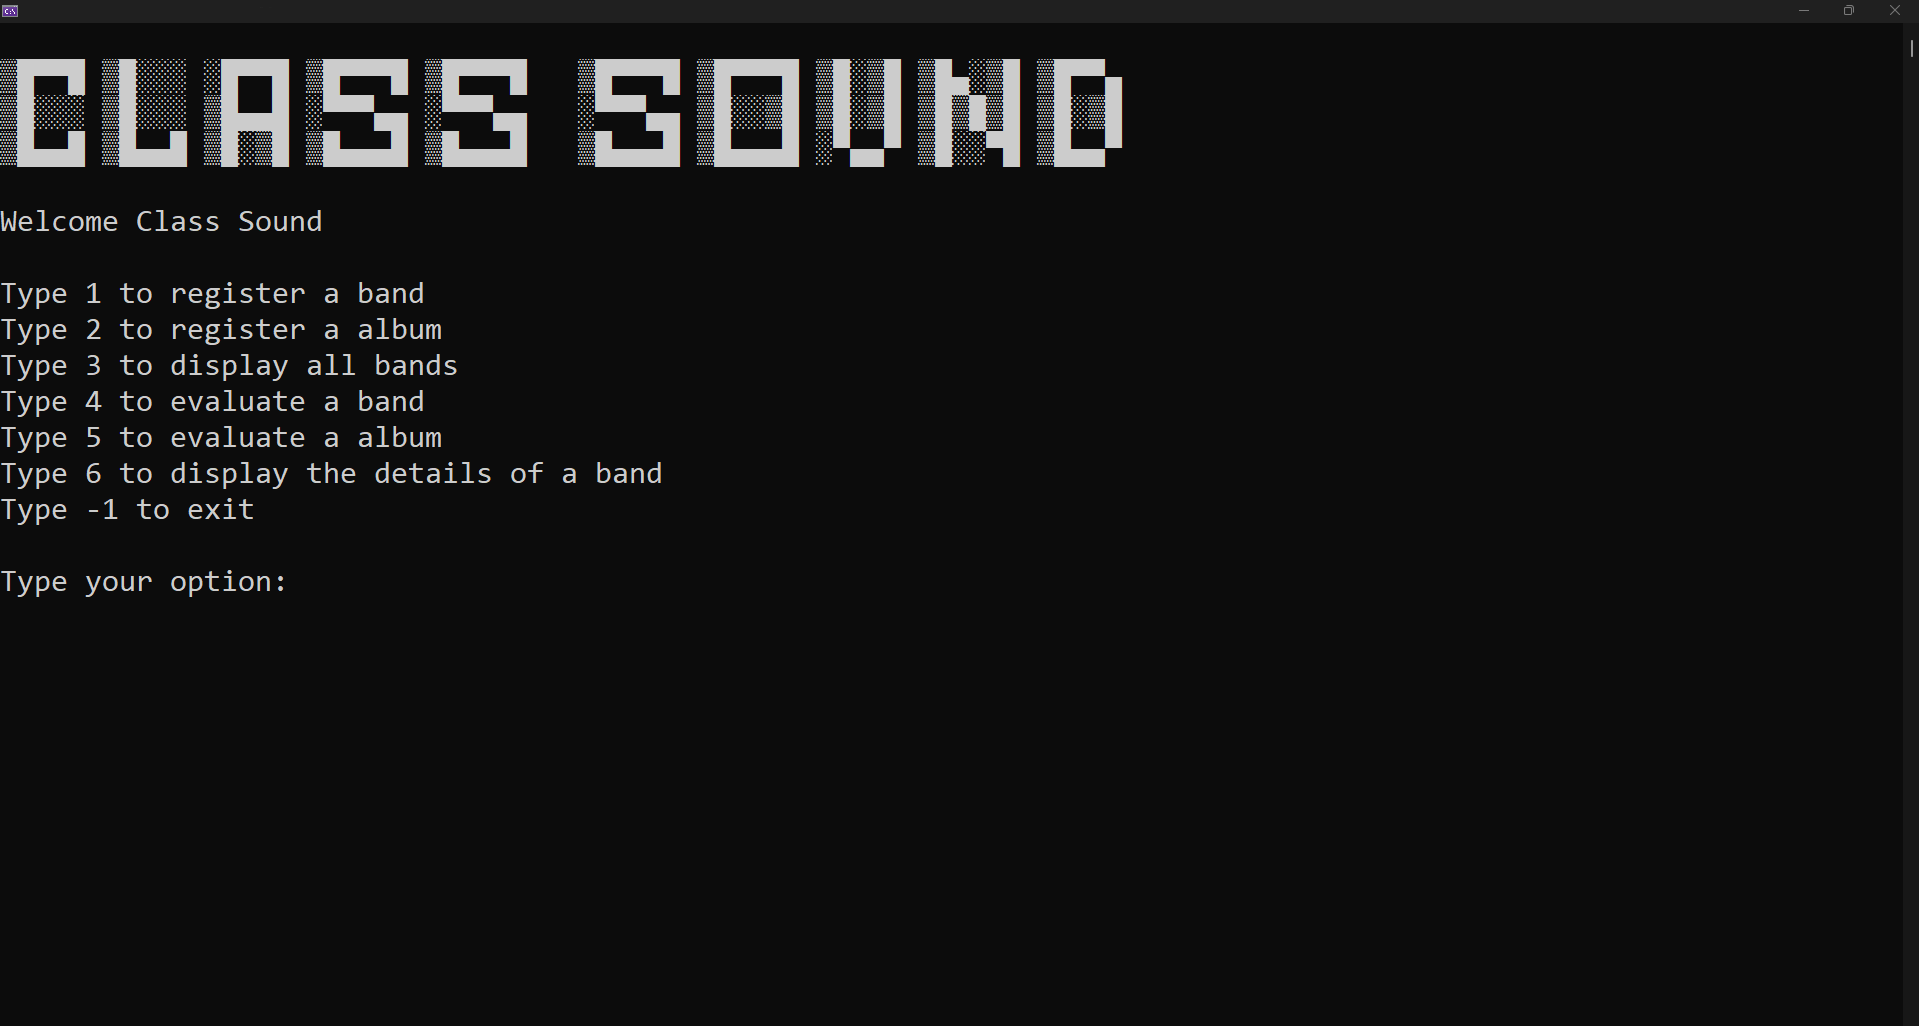 CLASS SOUND
Welcome Class Sound
Type 1 to register a band
Type 2 to register a album
Type 3 to display all bands
Type 4 to evaluate a band
Type 5 to evaluate a album
Type 6 to display the details of a band
Type -1 to exit
Type your option: